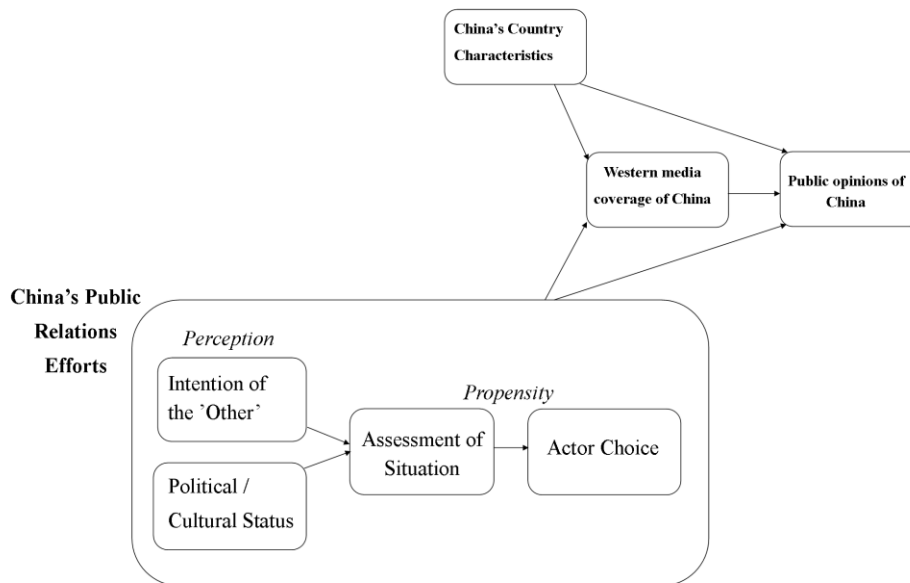 China's Country
Characteristics
Western media
coverage of China
Public opinions of
China
China's Public
Relations
Efforts
Perception
Intention of
the `Other'
Political /
Cultural Status
Propensity
Assessment of
Situation
Actor Choice